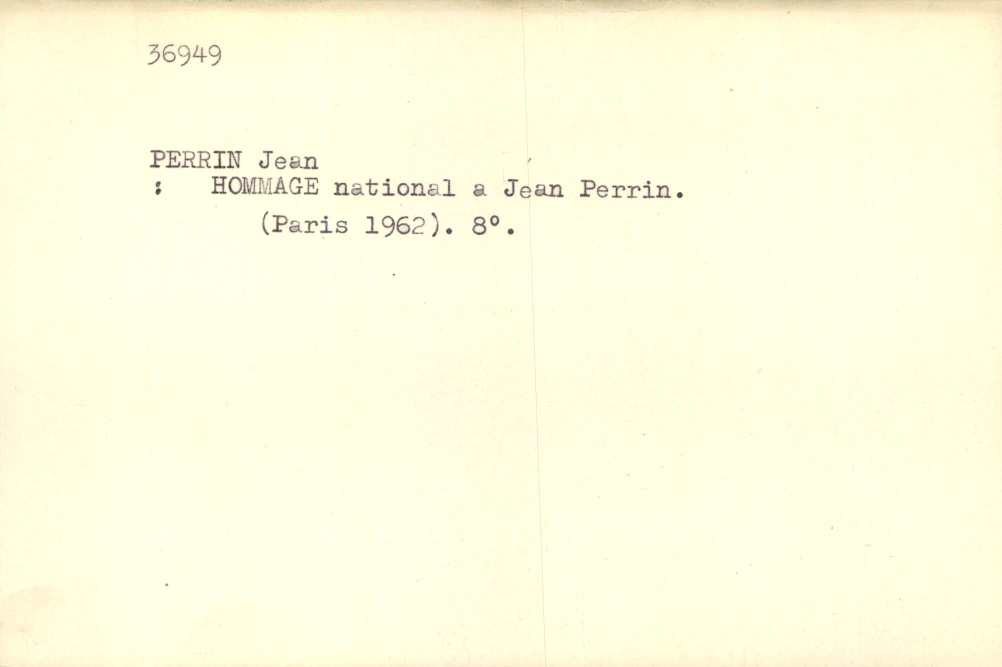 36949
PERRIN Jean
: HOMMAGE national a Jean Perrin.
(Paris 1962). 8°.